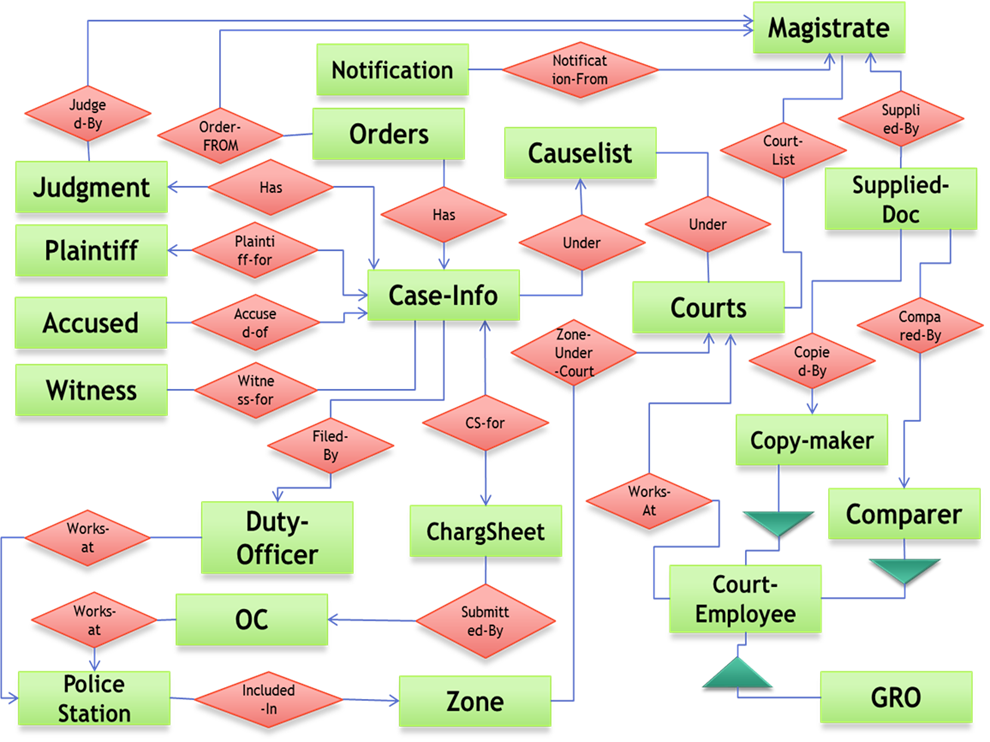 Magistrate
Notification
Notificat
ion-From
Judge
d-By
Order-
FROM
Orders
Causelist
Court-
List
Suppli
ed-By
Judgment
Has
Has
Supplied-
Doc
Plaintiff
Plainti
ff-for
Under
Under
Case-Info
Courts
Accused
Accuse
d-of
Zone-
Under
-Court
Compa
red-By
Copie
d-By
Witness
Witne
ss-for
CS-for
Filed-
By
Copy-maker
Works-
At
Comparer
Duty-
Officer
Works-
at
ChargSheet
Court-
Employee
Works-
at
OC
Submitt
ed-By
Police
Station
Included
-In
Zone
GRO